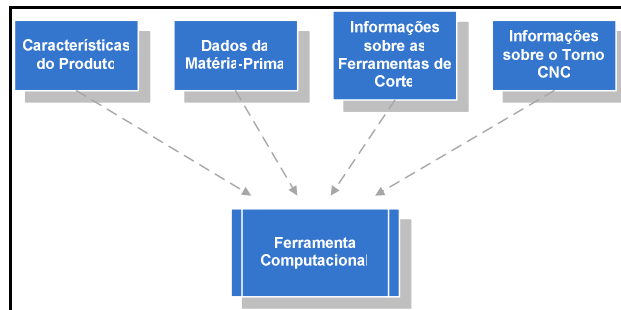 Características
do Produto
Dados da
Matéria-Prima
Informações
sobre as
Ferramentas de
Corte
Informações
sobre o Torno
CNC
Ferramenta
Computacional